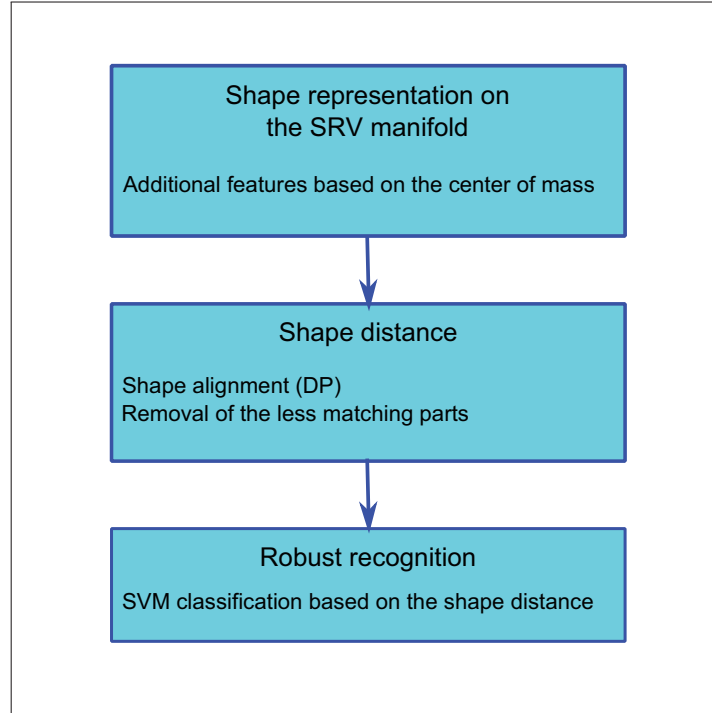 Shape representation on
the SRV manifold
Additional features based on the center of mass
Shape distance
Shape alignment (DP)
Removal of the less matching parts
Robust recognition
SVM classification based on the shape distance